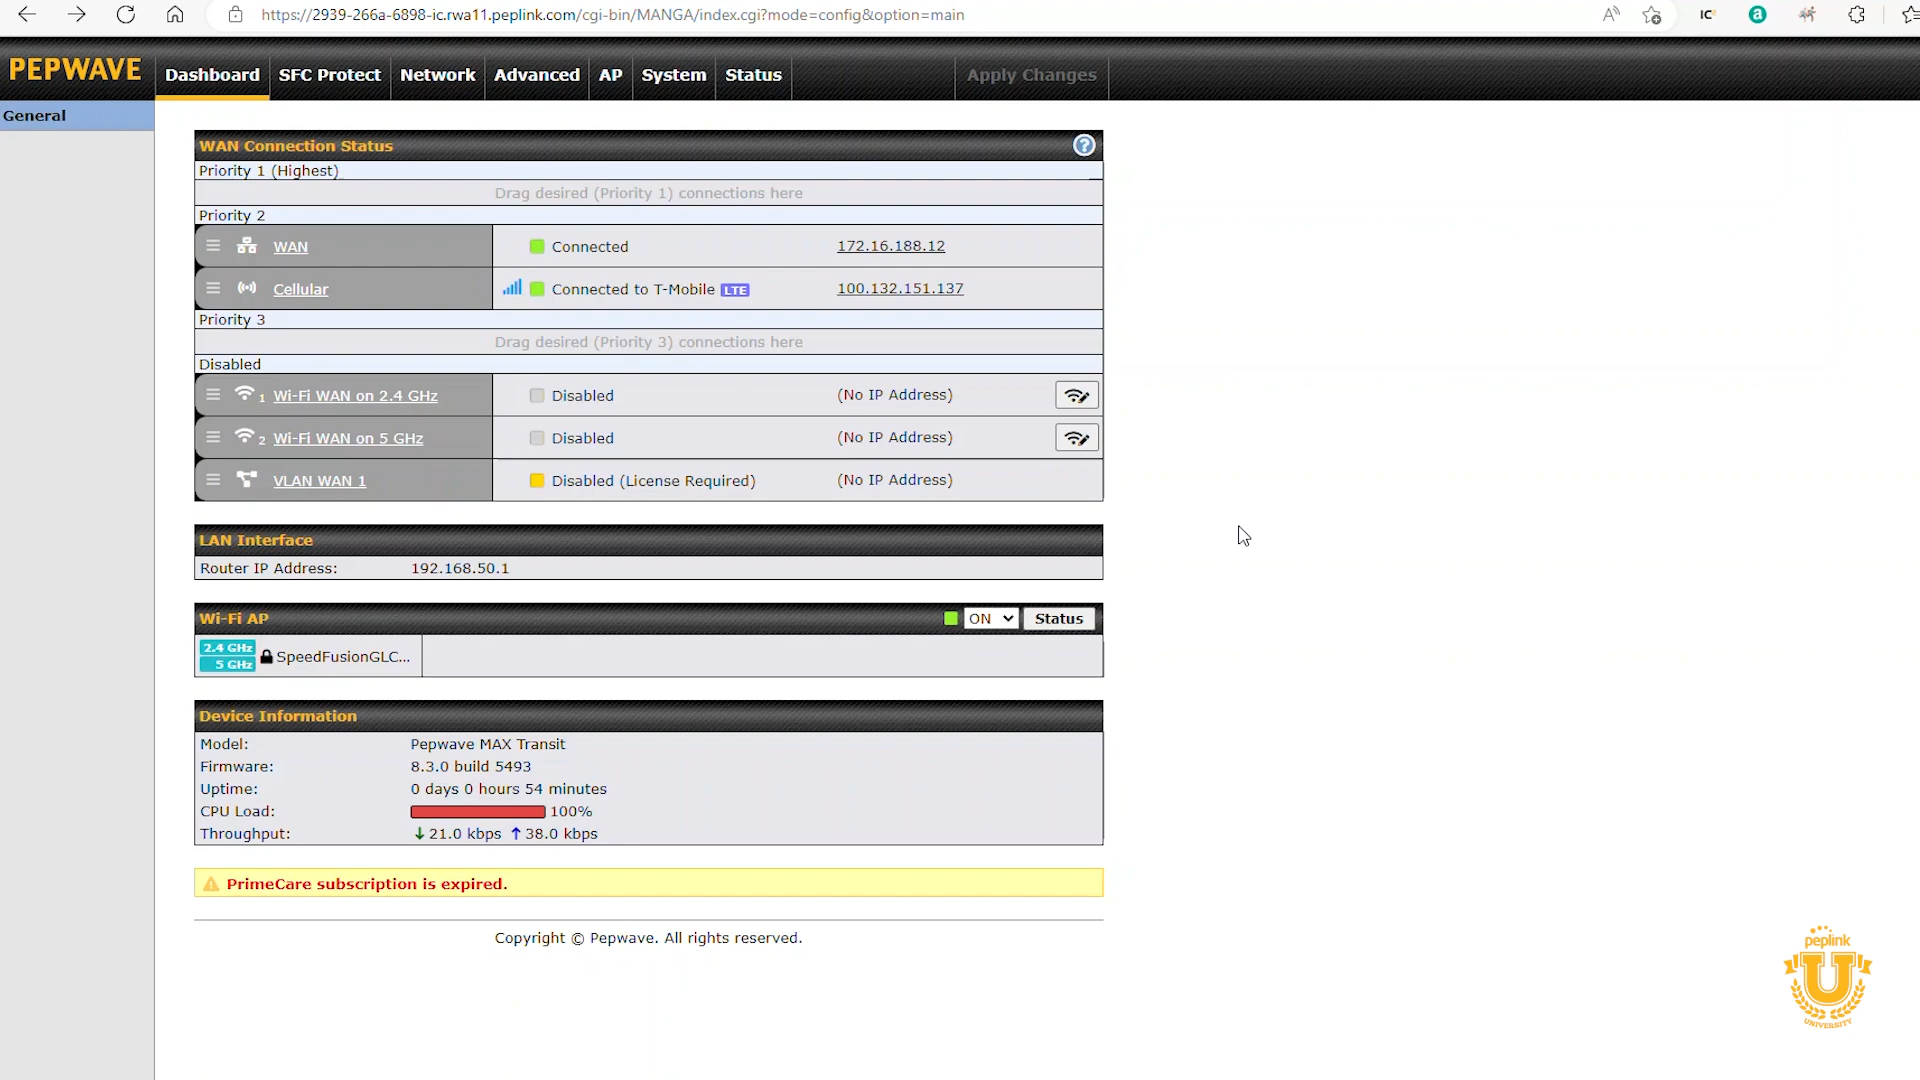 https://2939-266a-6898-ic.rwa11.peplink.com/cgi-bin/MANGA/index.cgi?mode=config&option=main
PEPWAVE
Dashboard
SFC Protect
Network
Advanced
AP
System
Status
Apply Changes
General
WAN Connection Status
Priority 1 (Highest)
Drag desired (Priority 1) connections here
Priority 2
WAN Connected 172.16.188.12
Cellular Connected to T-Mobile LTE 100.132.151.137
Priority 3
Drag desired (Priority 3) connections here
Disabled
1 Wi-Fi WAN on 2.4 GHz Disabled (No IP Address)
2 Wi-Fi WAN on 5 GHz Disabled (No IP Address)
VLAN WAN 1 Disabled (License Required) (No IP Address)
LAN Interface
Router IP Address: 192.168.50.1
Wi-Fi AP ON Status
2.4 GHz
5 GHz
SpeedFusionGLC...
Device Information
Model: Pepwave MAX Transit
Firmware: 8.3.0 build 5493
Uptime: 0 days 0 hours 54 minutes
CPU Load: 100%
Throughput: ↓21.0 kbps ↑38.0 kbps
PrimeCare subscription is expired.
Copyright © Pepwave. All rights reserved.
peplink
U
UNIVERSITY